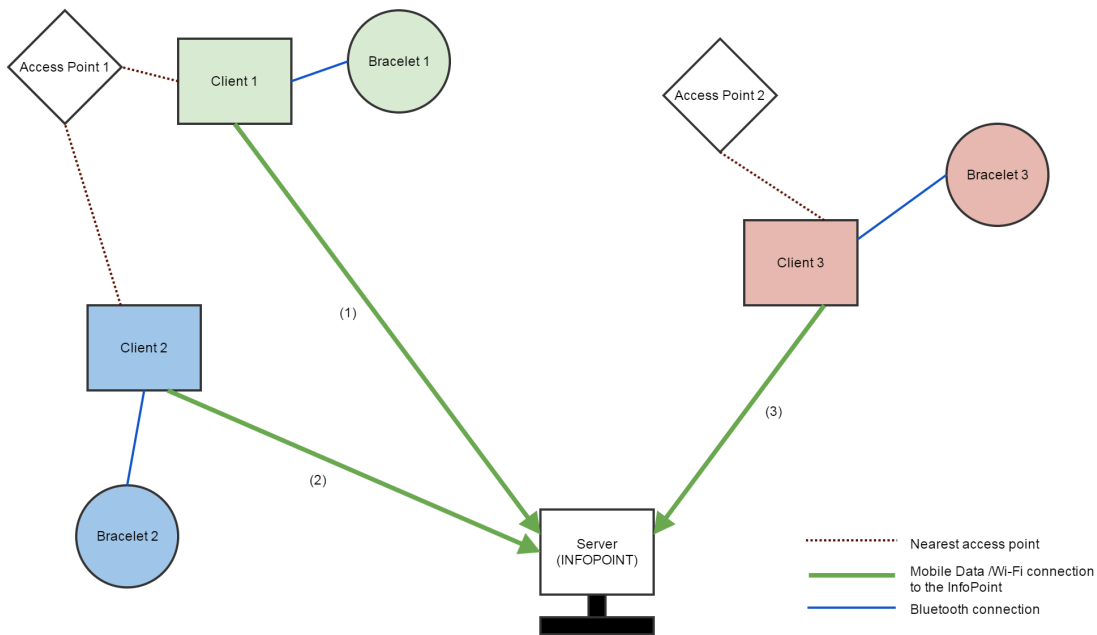 Access Point 1
Client 1
Bracelet 1
Access Point 2
Bracelet 3
Client 3
(1)
Client 2
(3)
(2)
Bracelet 2
Server
(INFOPOINT)
Nearest access point
Mobile Data /Wi-Fi connection
to the InfoPoint
Bluetooth connection